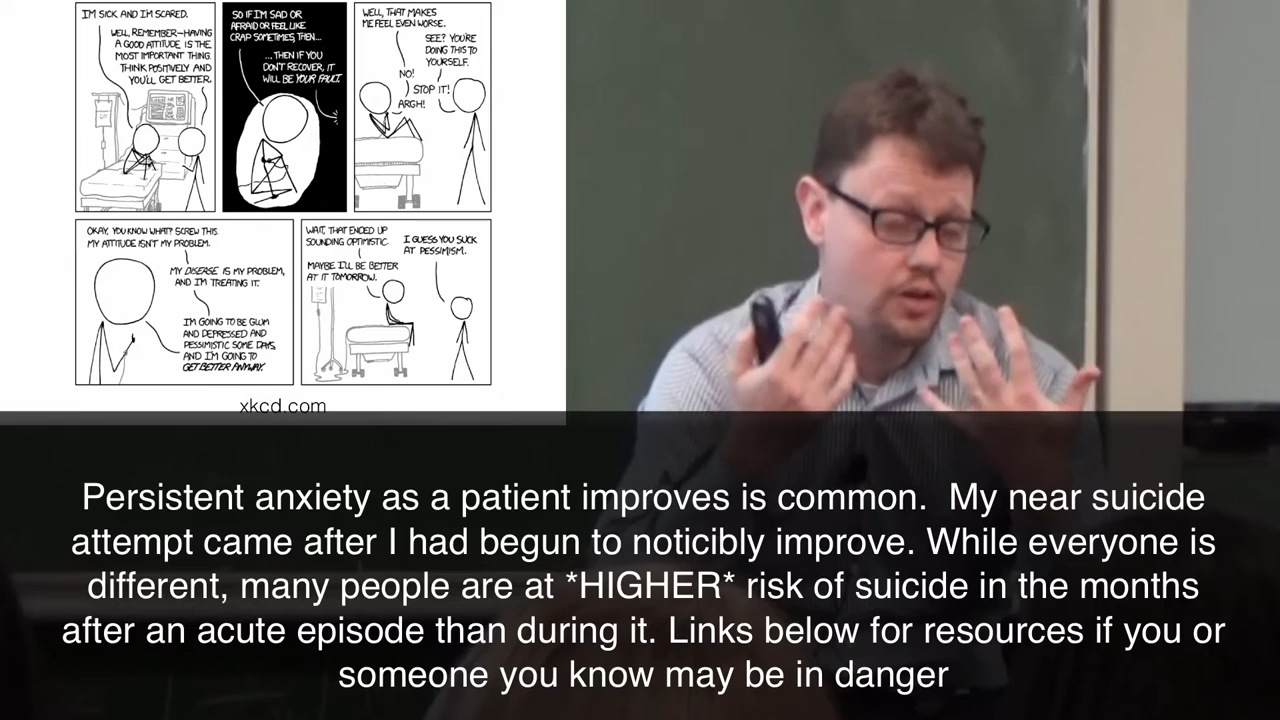 I'M SICK AND I'M SCARED.
WELL, REMEMBER—HAVING
A GOOD ATTITUDE IS THE
MOST IMPORTANT THING.
THINK POSITIVELY AND
YOU'LL GET BETTER.
SO IF I'M SAD OR
AFRAID OR FEEL LIKE
CRAP SOMETIMES, THEN...
...THEN IF YOU
DON'T RECOVER, IT
WILL BE YOUR FAULT.
WELL, THAT MAKES
ME FEEL EVEN WORSE.
SEE? YOU'RE
DOING THIS TO
YOURSELF.
NO!
STOP IT!
ARGH!
OKAY, YOU KNOW WHAT? SCREW THIS.
MY ATTITUDE ISN'T MY PROBLEM.
MY DISEASE IS MY PROBLEM,
AND I'M TREATING IT.
I'M GOING TO BE GLUM
AND DEPRESSED AND
PESSIMISTIC SOME DAYS,
AND I'M GOING TO
GET BETTER ANYWAY.
WAIT, THAT ENDED UP
SOUNDING OPTIMISTIC.
MAYBE I'LL BE BETTER
AT IT TOMORROW.
I GUESS YOU SUCK
AT PESSIMISM.
xkcd.com
Persistent anxiety as a patient improves is common.  My near suicide
attempt came after I had begun to noticibly improve. While everyone is
different, many people are at *HIGHER* risk of suicide in the months
after an acute episode than during it. Links below for resources if you or
someone you know may be in danger